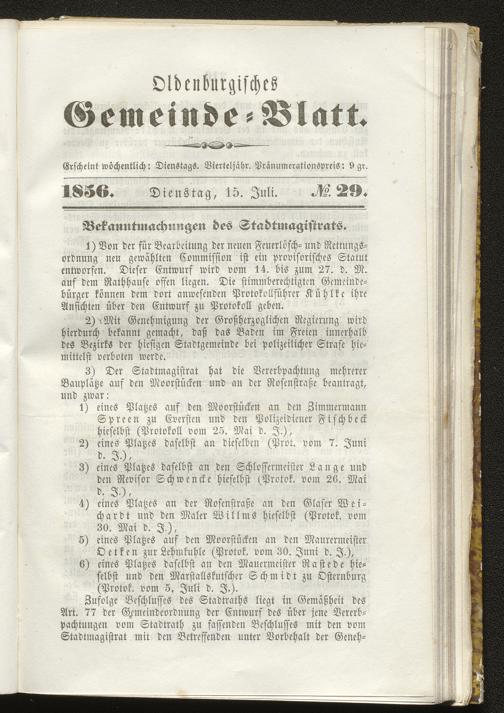 Oldenburgisches
Gemeinde-Blatt.
Erscheint wöchentlich: Dienstags. Vierteljähr. Pränumerationspreis: 9 gr.
1856. Dienstag, 15. Juli. № 29.
Bekanntmachungen des Stadtmagistrats.
1) Von der für Bearbeitung der neuen Feuerlösch- und Rettungs-
ordnung neu gewählten Commission ist ein provisorisches Statut
entworfen. Dieser Entwurf wird vom 14. bis zum 27. d. M.
auf dem Rathhause offen liegen. Die stimmberechtigten Gemeinde-
bürger können dem dort anwesenden Protokollführer Kühlke ihre
Ansichten über den Entwurf zu Protokoll geben.
2) Mit Genehmigung der Großherzoglichen Regierung wird
hierdurch bekannt gemacht, daß das Baden im Freien innerhalb
des Bezirks der hiesigen Stadtgemeinde bei polizeilicher Strafe hie-
mittelst verboten werde.
3) Der Stadtmagistrat hat die Vererbpachtung mehrerer
Bauplätze auf den Moorstücken und an der Rosenstraße beantragt,
und zwar:
1) eines Platzes auf den Moorstücken an den Zimmermann
Spreen zu Eversten und den Polizeidiener Fischbeck
hieselbst (Protokoll vom 25. Mai d. J.),
2) eines Platzes daselbst an dieselben (Prot. vom 7. Juni
d. J.),
3) eines Platzes daselbst an den Schlossermeister Lange und
den Revisor Schwencke hieselbst (Protok. vom 26. Mai
d. J.),
4) eines Platzes an der Rosenstraße an den Glaser Wei-
chardt und den Maler Willms hieselbst (Protok. vom
30. Mai d. J.),
5) eines Platzes auf den Moorstücken an den Maurermeister
Oetken zur Lehmkuhle (Protok. vom 30. Juni d. J.),
6) eines Platzes daselbst an den Mauermeister Rastede hie-
selbst und den Marstallskutscher Schmidt zu Osternburg
(Protok. vom 5. Juli d. J.).
Zufolge Beschlusses des Stadtraths liegt in Gemäßheit des
Art. 77 der Gemeindeordnung der Entwurf des über jene Vererb-
pachtungen vom Stadtrath zu fassenden Beschlusses mit den vom
Stadtmagistrat mit den Betreffenden unter Vorbehalt der Geneh-